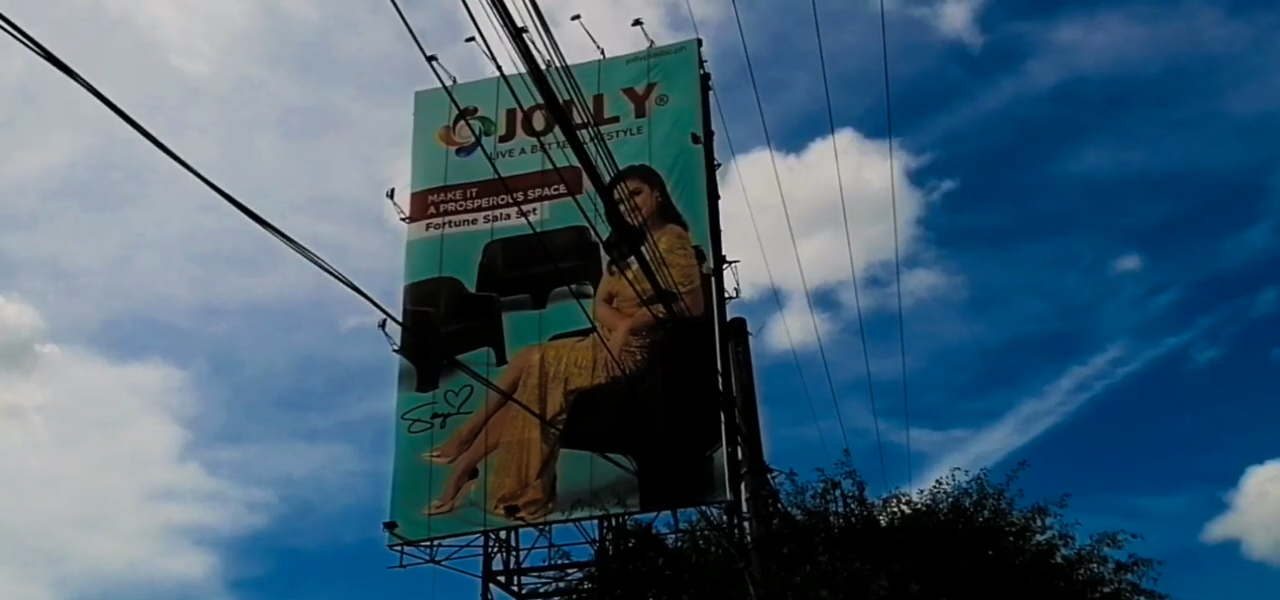 JOLLY®
LIVE A BETTER LIFESTYLE
MAKE IT
A PROSPEROUS SPACE
Fortune Sala Set